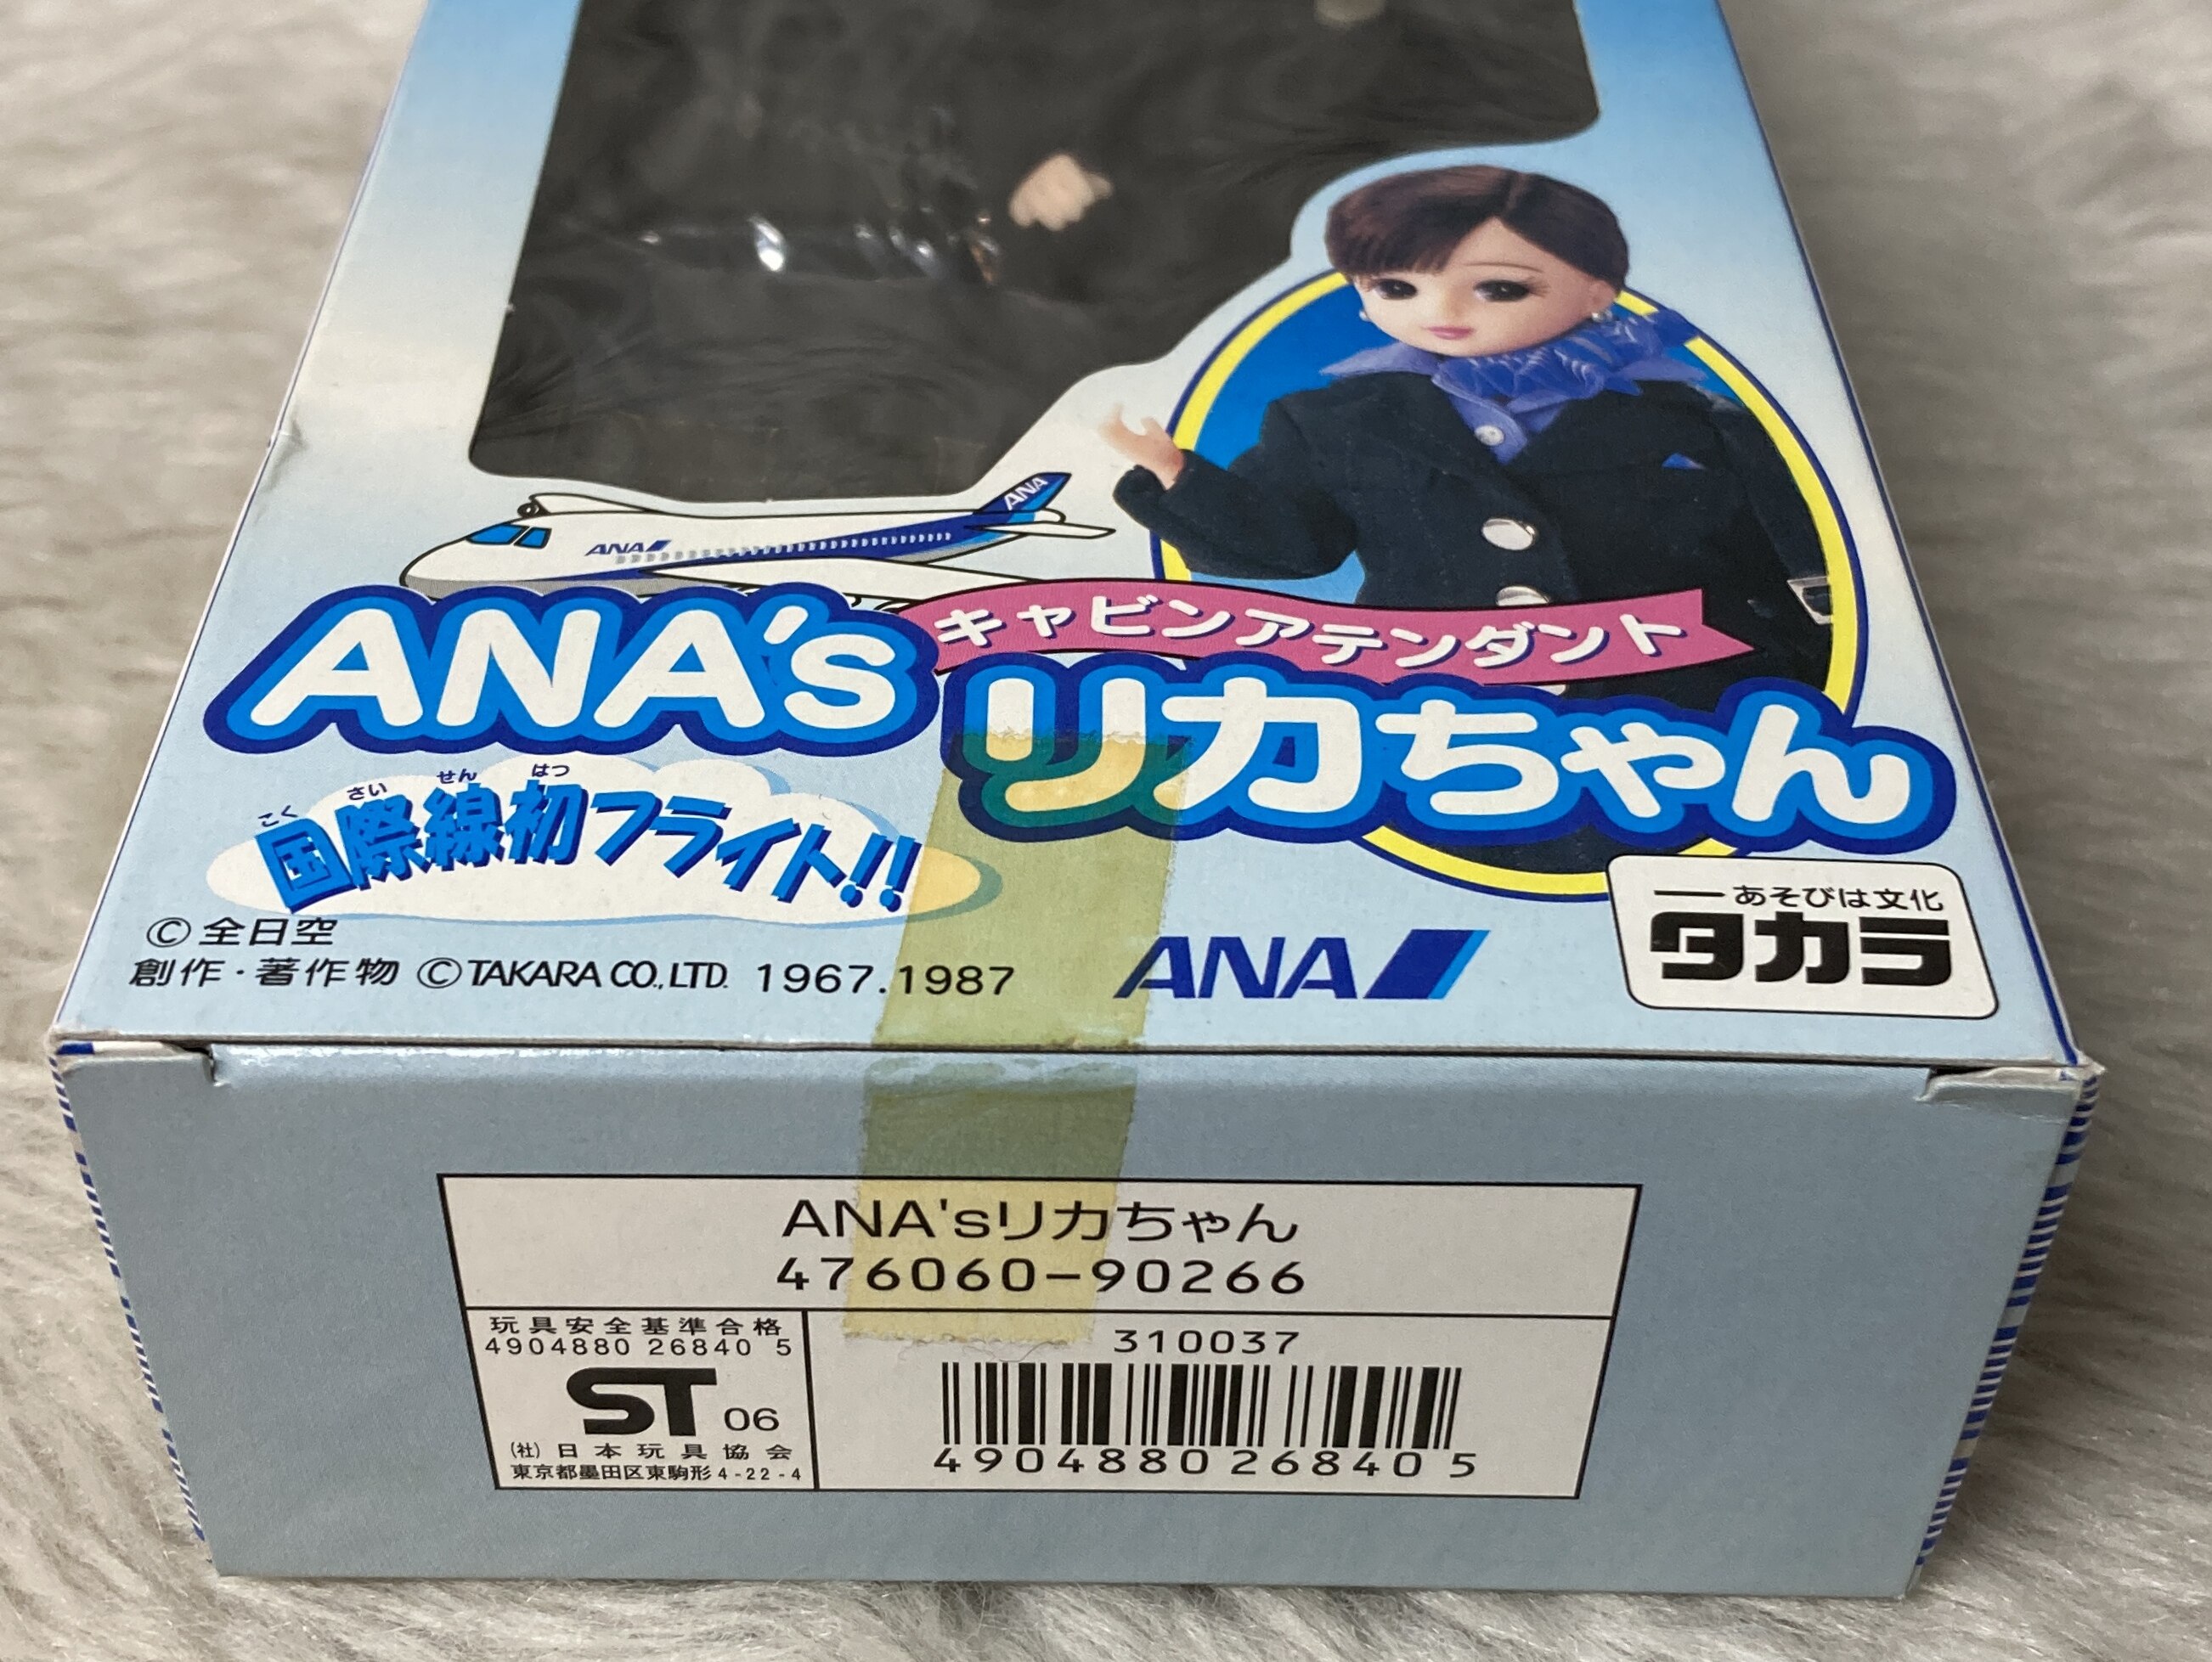 ANA
ANA
キャビンアテンダント
ANA's リカちゃん
こく さい せん はつ
国際線初フライト!!
© 全日空
創作・著作物 © TAKARA CO.,LTD. 1967.1987
ANA
あそびは文化
タカラ
ANA'sリカちゃん
476060-90266
玩具安全基準合格
4904880 26840 5
ST 06
(社)日本玩具協会
東京都墨田区東駒形4-22-4
310037
4904880268405